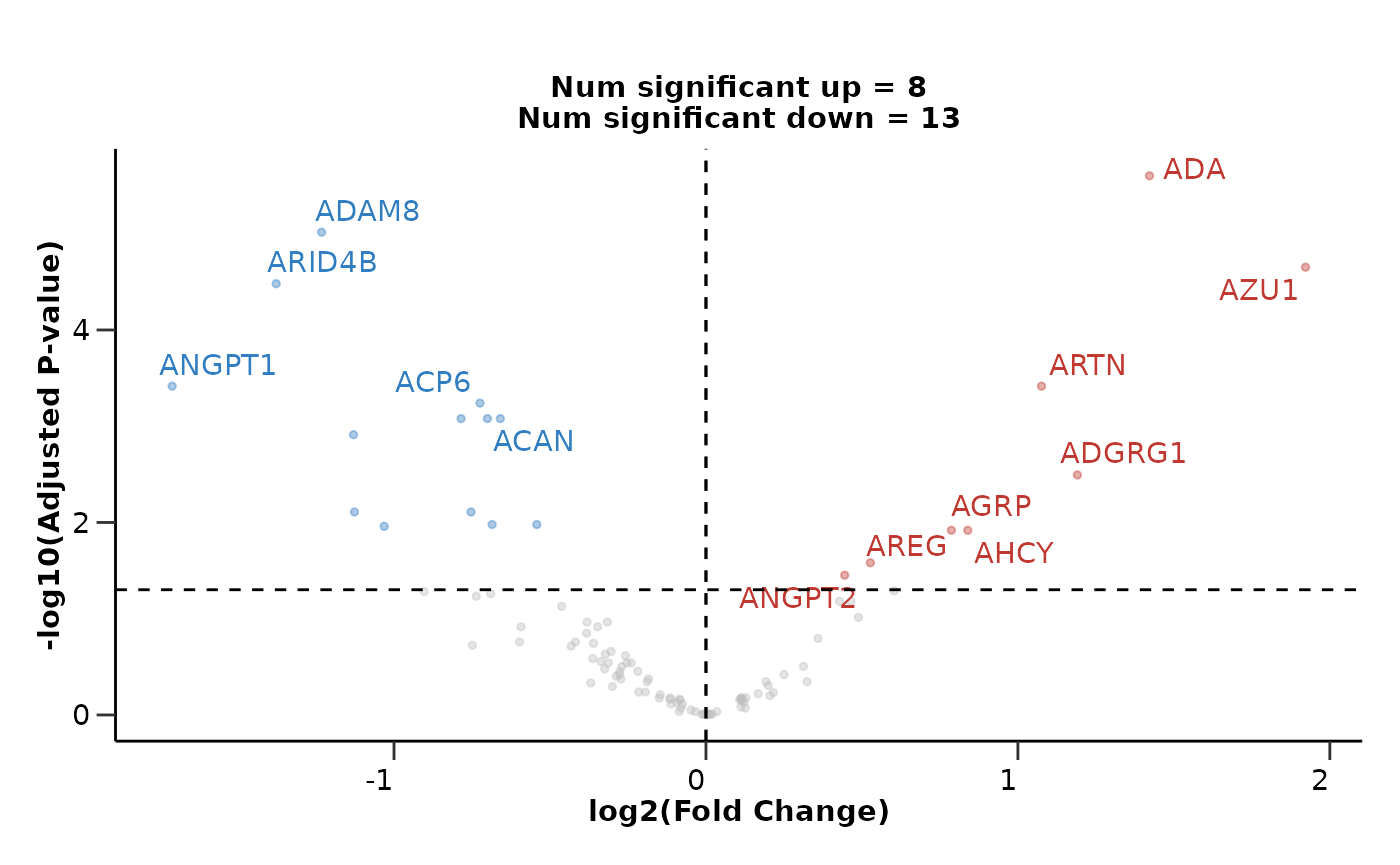 Num significant up = 8
Num significant down = 13
ADA
ADAM8
ARID4B
AZU1
ANGPT1
ACP6
ARTN
ACAN
ADGRG1
AGRP
AREG
AHCY
ANGPT2
-log10(Adjusted P-value)
4
2
0
-1
0
1
2
log2(Fold Change)